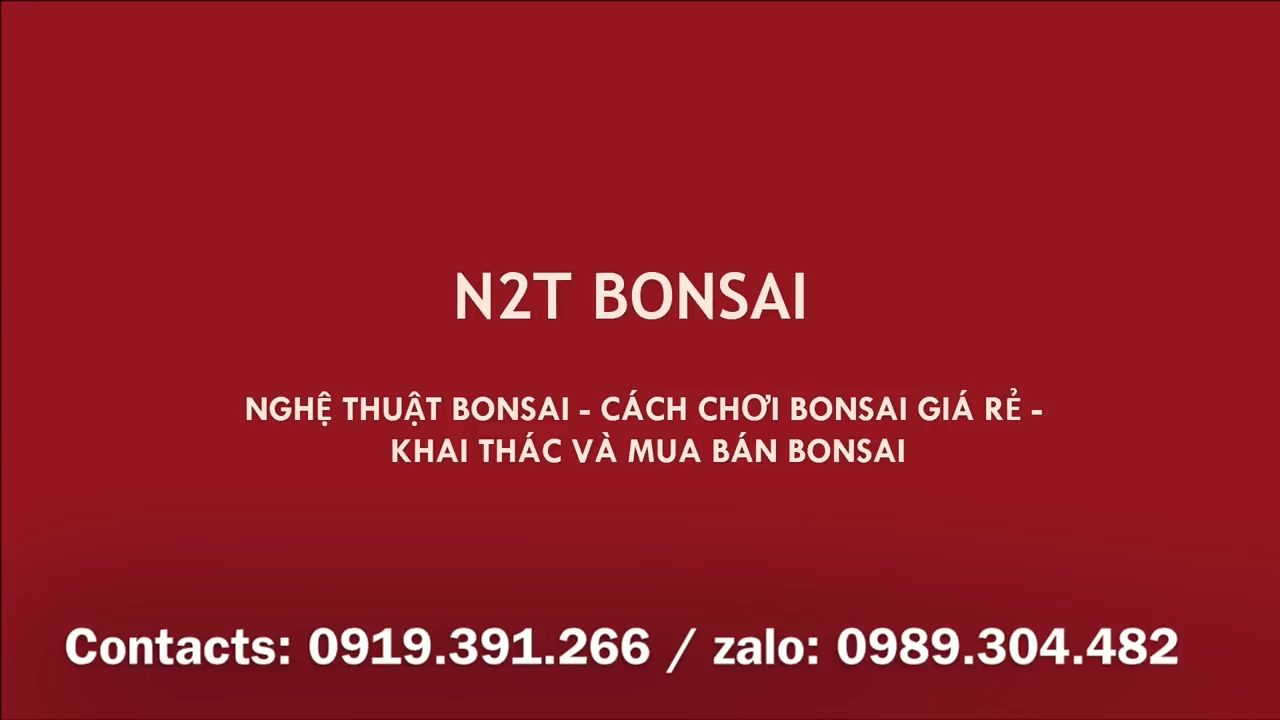 N2T BONSAI
NGHỆ THUẬT BONSAI - CÁCH CHƠI BONSAI GIÁ RẺ -
KHAI THÁC VÀ MUA BÁN BONSAI
Contacts: 0919.391.266 / zalo: 0989.304.482